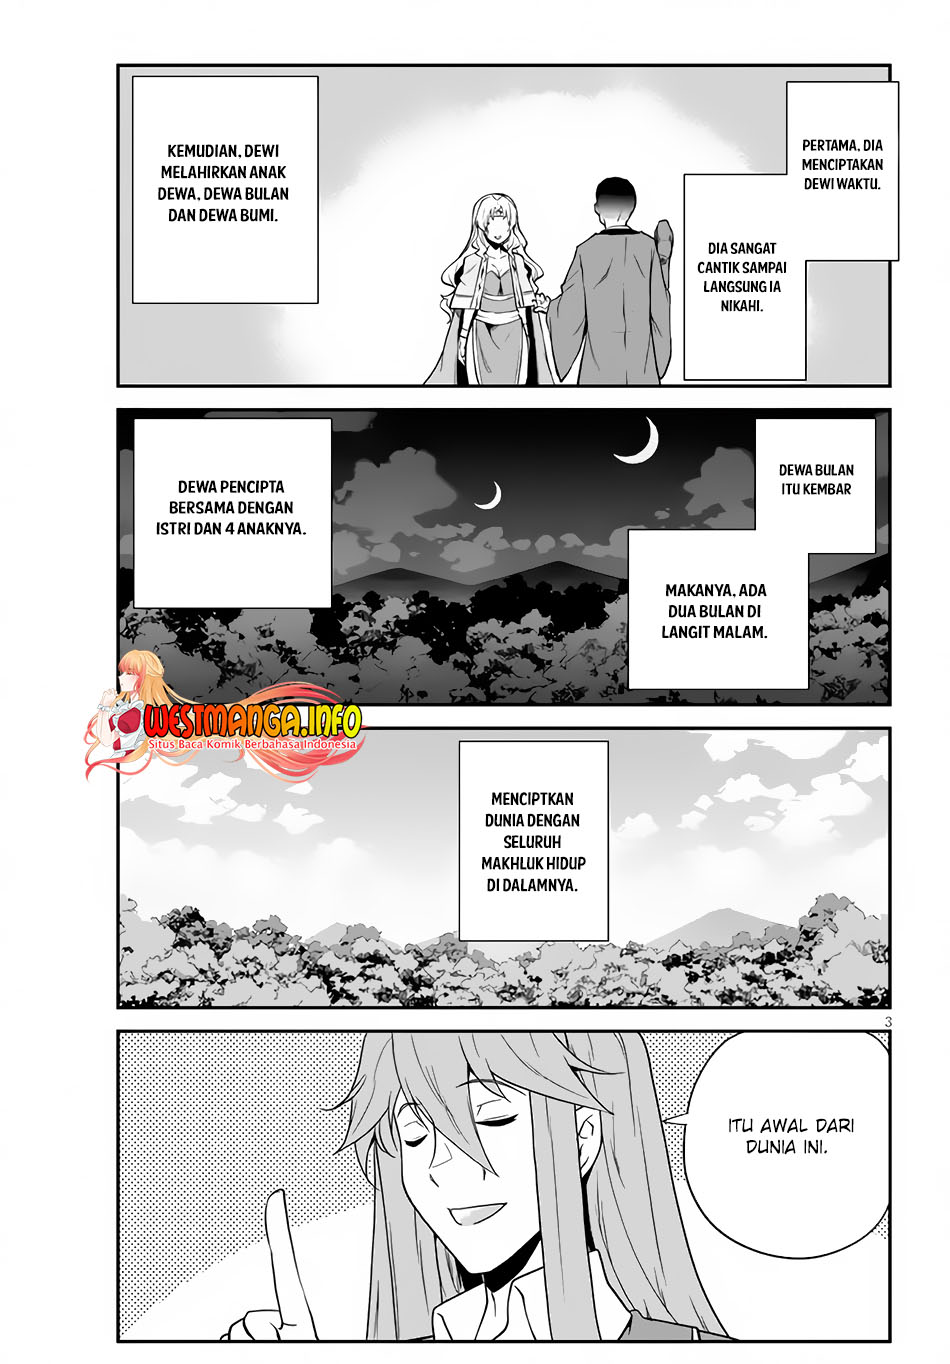 PERTAMA, DIA
MENCIPTAKAN
DEWI WAKTU.
DIA SANGAT
CANTIK SAMPAI
LANGSUNG IA
NIKAHI.
KEMUDIAN, DEWI
MELAHIRKAN ANAK
DEWA, DEWA BULAN
DAN DEWA BUMI.
DEWA BULAN
ITU KEMBAR
MAKANYA, ADA
DUA BULAN DI
LANGIT MALAM.
DEWA PENCIPTA
BERSAMA DENGAN
ISTRI DAN 4 ANAKNYA.
WESTMANGA.INFO
Situs Baca Komik Berbahasa Indonesia
MENCIPTKAN
DUNIA DENGAN
SELURUH
MAKHLUK HIDUP
DI DALAMNYA.
3
ITU AWAL DARI
DUNIA INI.